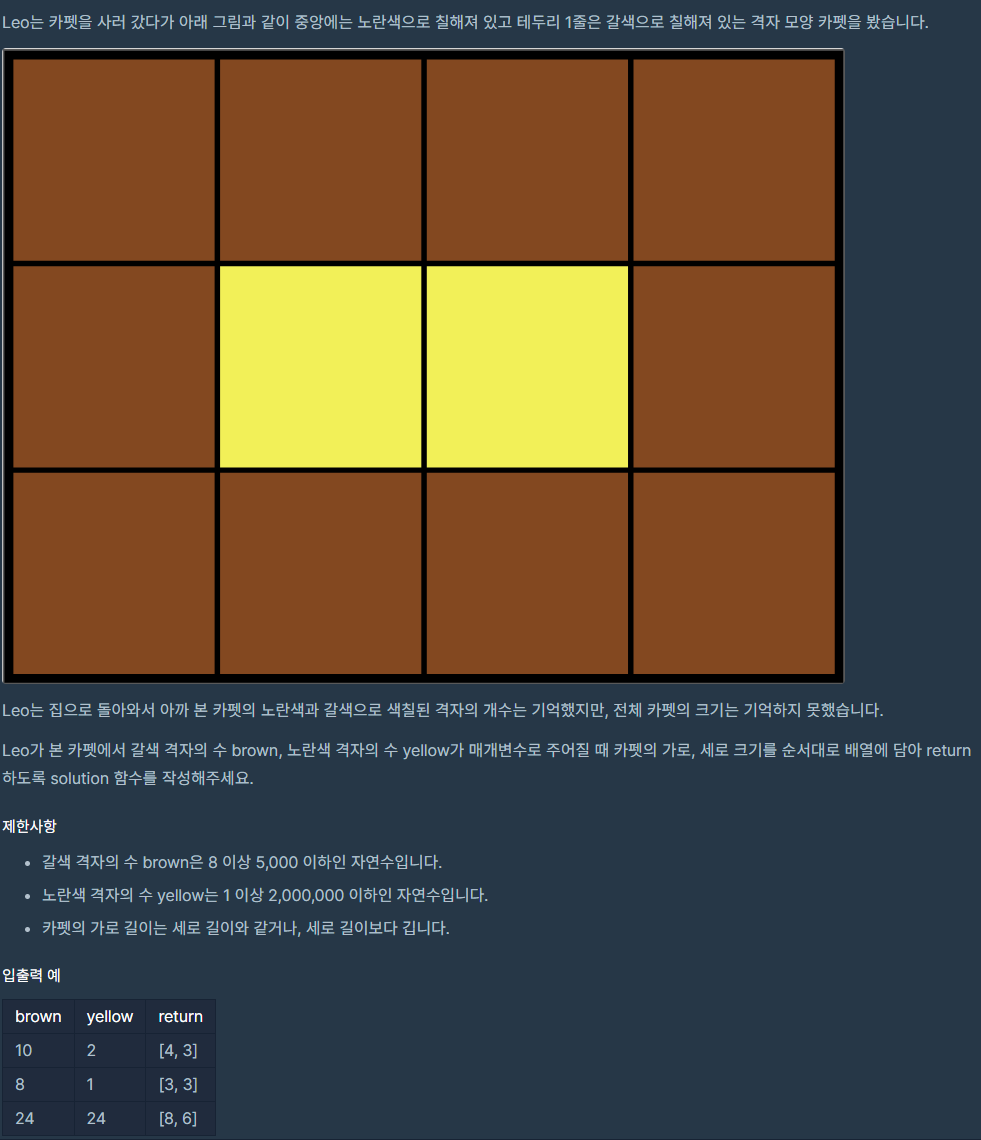 Leo는 카펫을 사러 갔다가 아래 그림과 같이 중앙에는 노란색으로 칠해져 있고 테두리 1줄은 갈색으로 칠해져 있는 격자 모양 카펫을 봤습니다.
Leo는 집으로 돌아와서 아까 본 카펫의 노란색과 갈색으로 색칠된 격자의 개수는 기억했지만, 전체 카펫의 크기는 기억하지 못했습니다.
Leo가 본 카펫에서 갈색 격자의 수 brown, 노란색 격자의 수 yellow가 매개변수로 주어질 때 카펫의 가로, 세로 크기를 순서대로 배열에 담아 return
하도록 solution 함수를 작성해주세요.
제한사항
• 갈색 격자의 수 brown은 8 이상 5,000 이하인 자연수입니다.
• 노란색 격자의 수 yellow는 1 이상 2,000,000 이하인 자연수입니다.
• 카펫의 가로 길이는 세로 길이와 같거나, 세로 길이보다 깁니다.
입출력 예
brown yellow return
10 2 [4, 3]
8 1 [3, 3]
24 24 [8, 6]